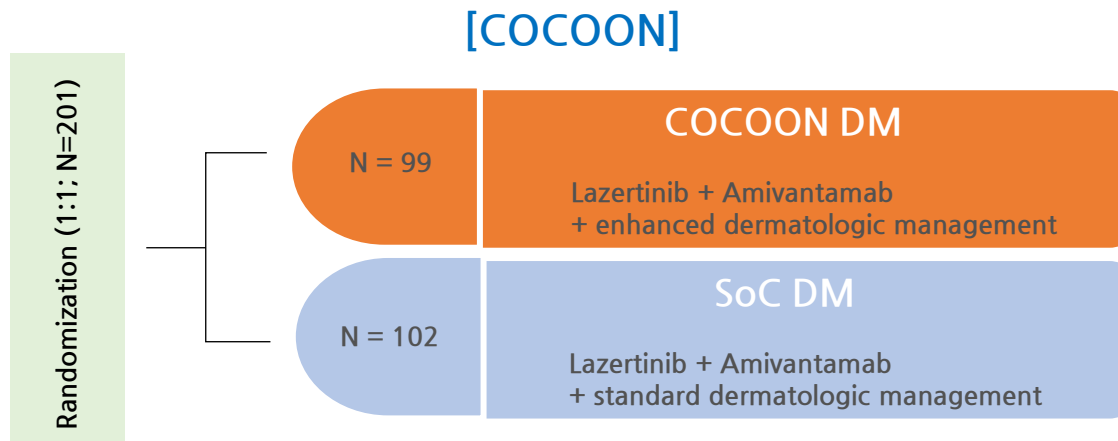 [COCOON]
Randomization (1:1; N=201)
N = 99
COCOON DM
Lazertinib + Amivantamab
+ enhanced dermatologic management
N = 102
SoC DM
Lazertinib + Amivantamab
+ standard dermatologic management